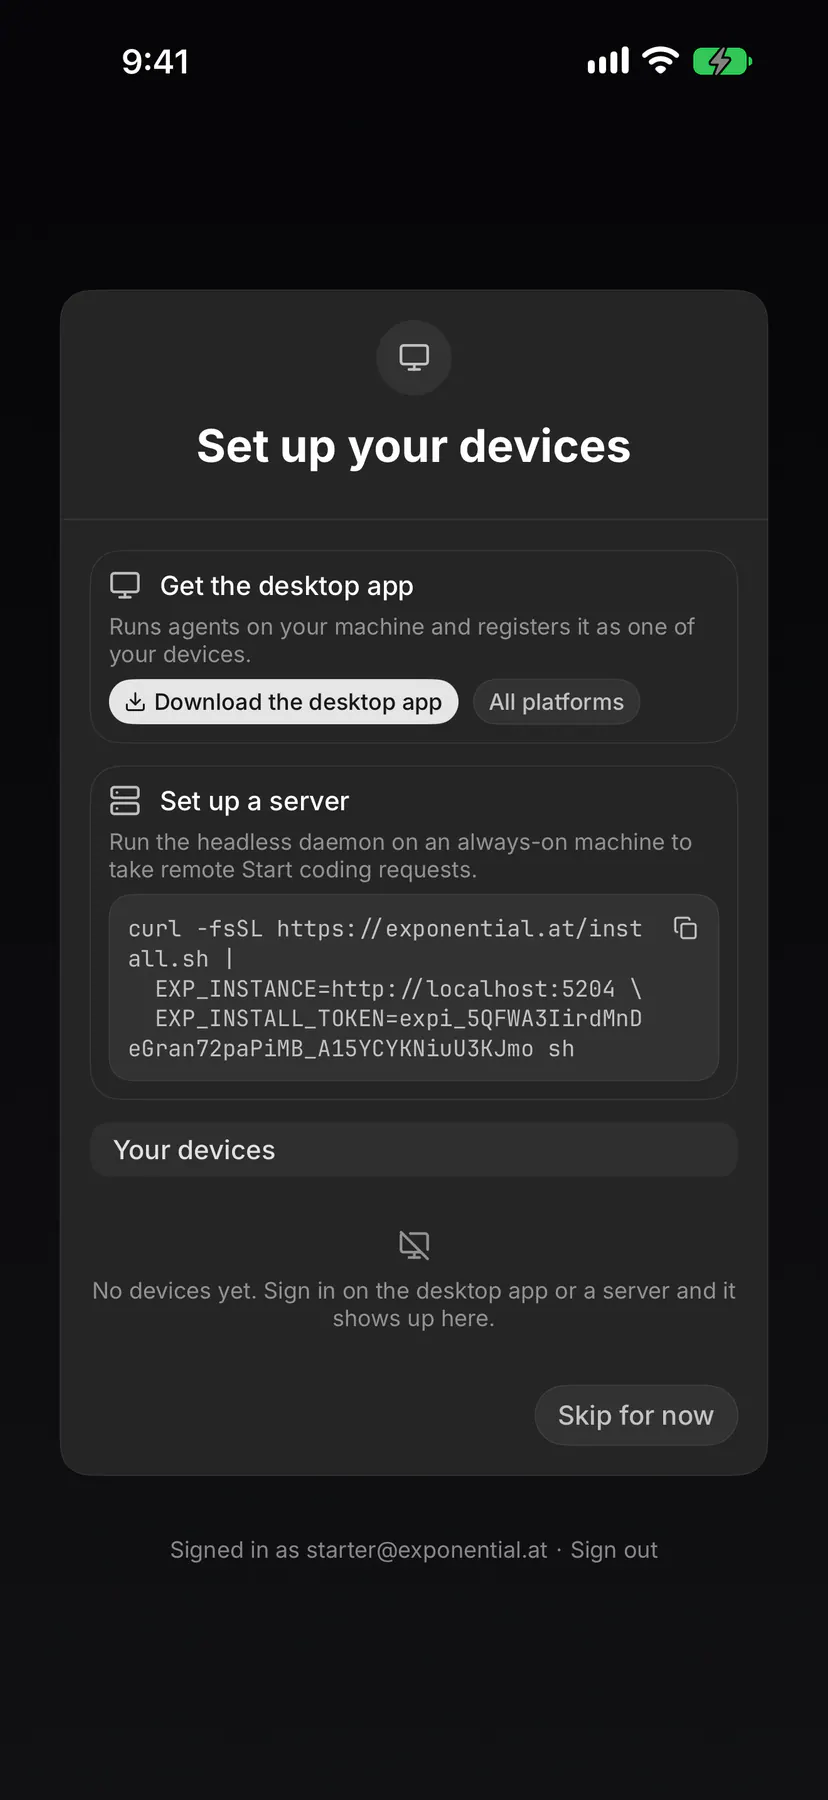 9:41
Set up your devices
Get the desktop app
Runs agents on your machine and registers it as one of
your devices.
Download the desktop app
All platforms
Set up a server
Run the headless daemon on an always-on machine to
take remote Start coding requests.
curl -fsSL https://exponential.at/inst
all.sh |
  EXP_INSTANCE=http://localhost:5204 \
  EXP_INSTALL_TOKEN=expi_5QFWA3IirdMnD
eGran72paPiMB_A15YCYKNiuU3KJmo sh
Your devices
No devices yet. Sign in on the desktop app or a server and it
shows up here.
Skip for now
Signed in as starter@exponential.at · Sign out